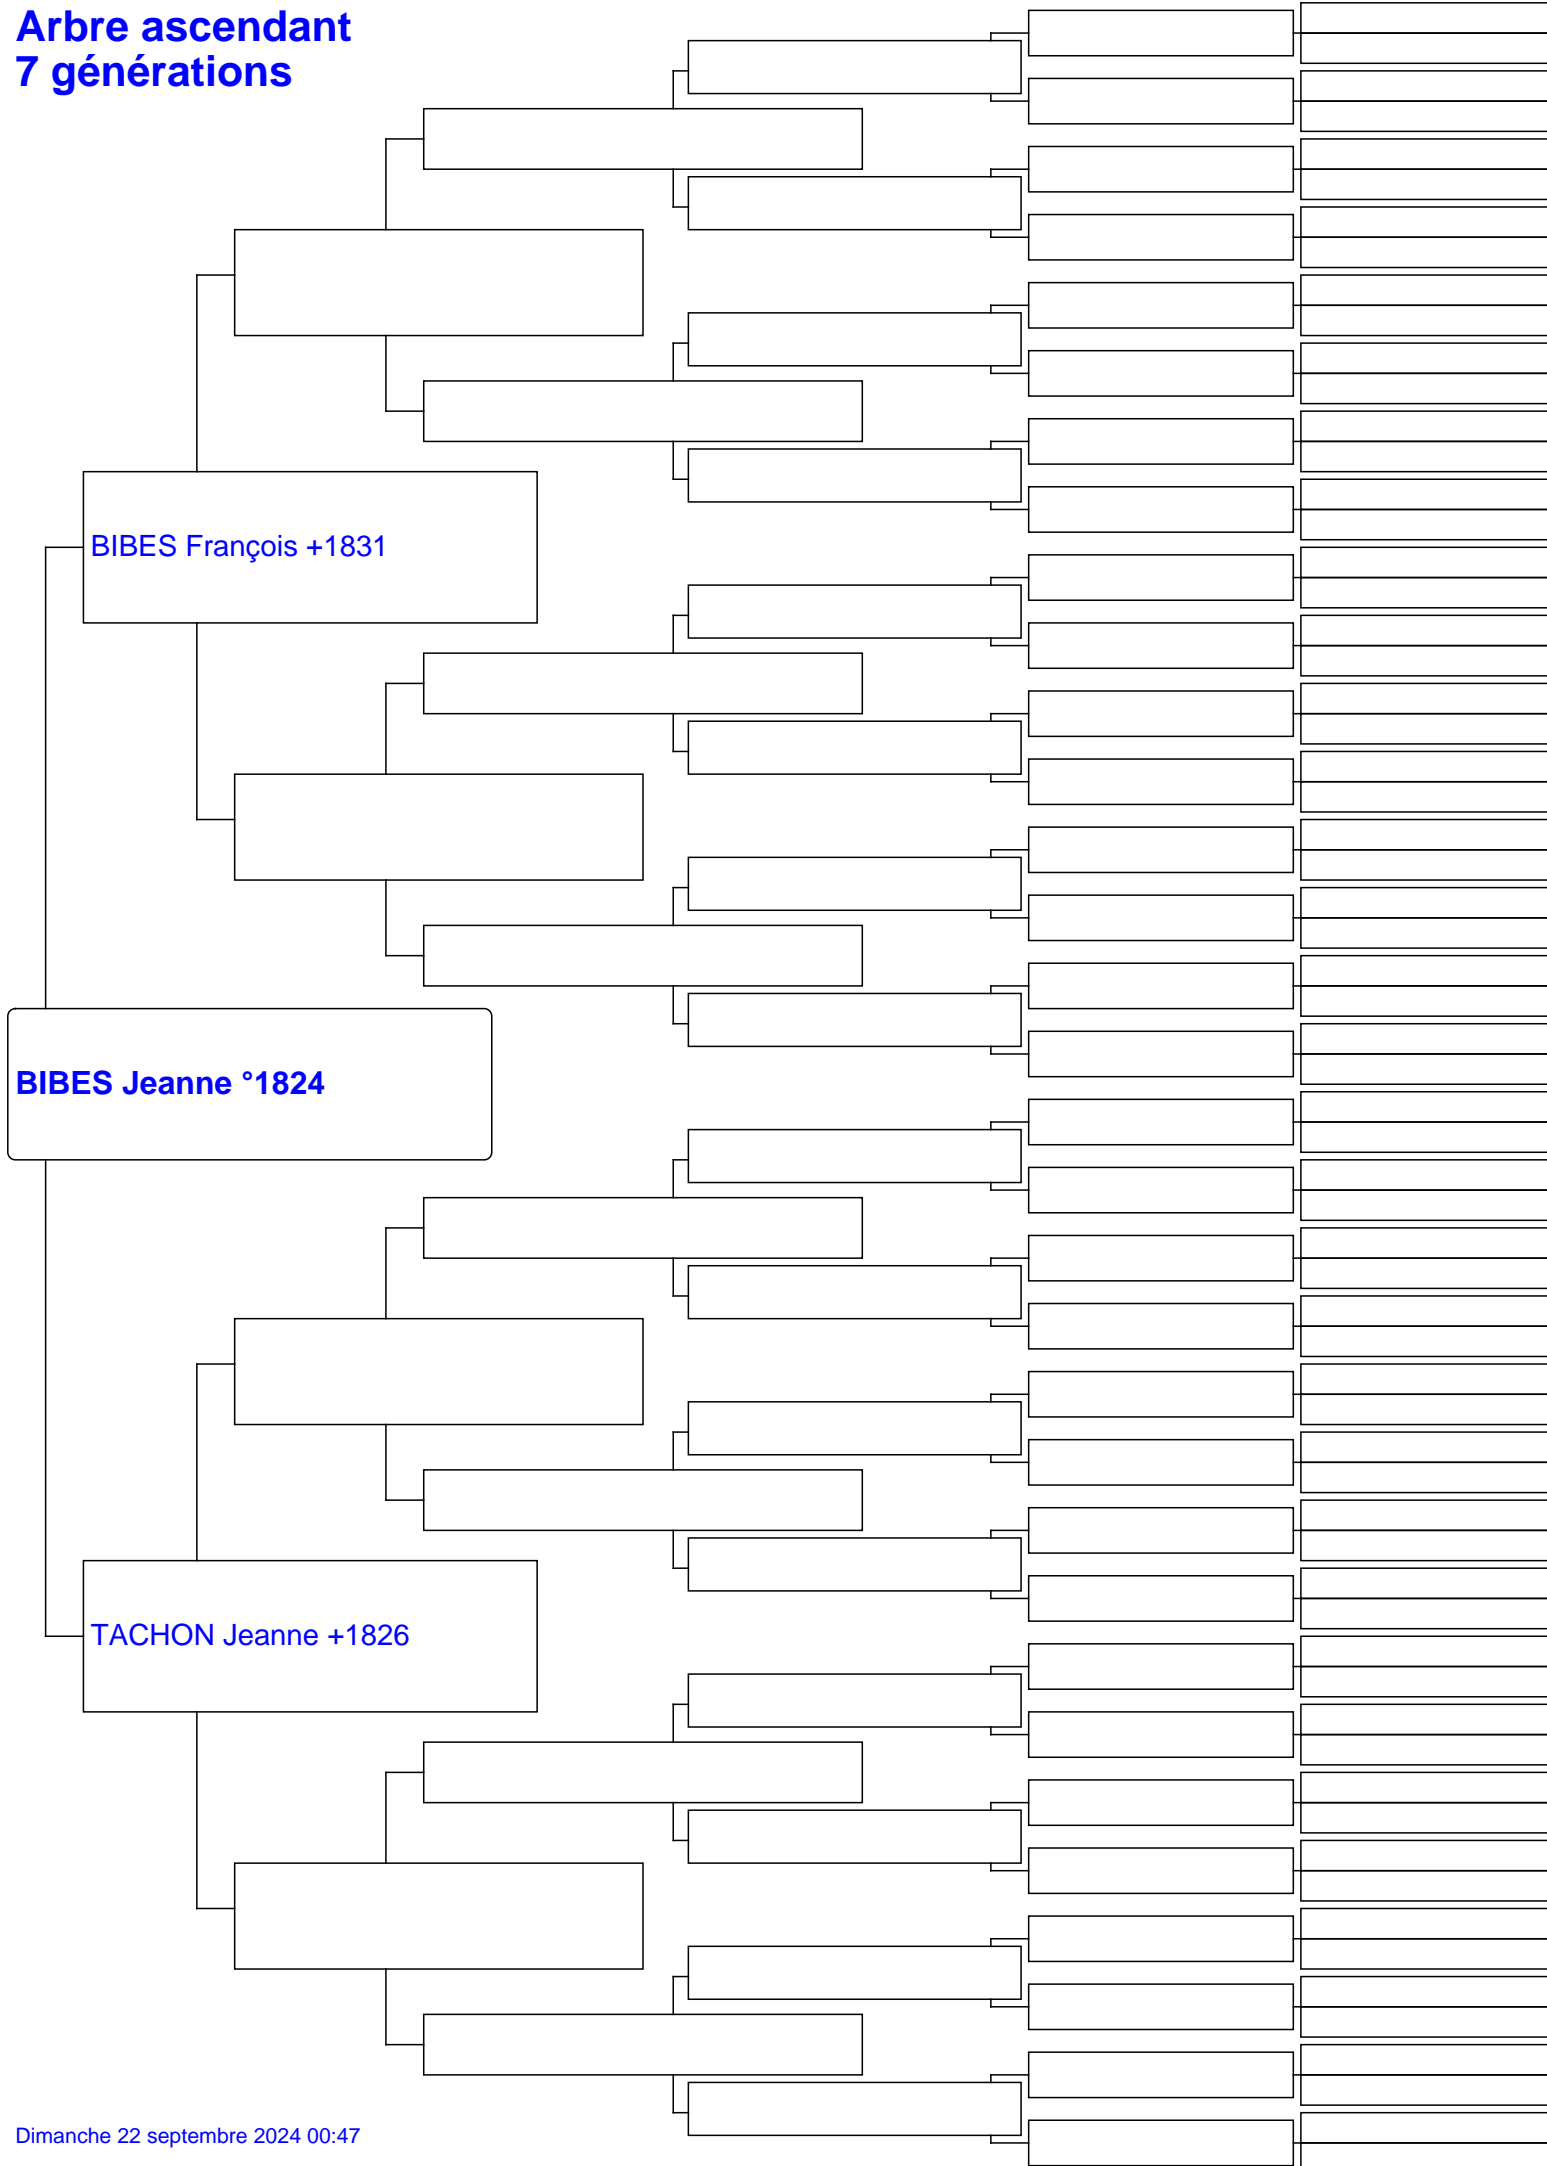 Arbre ascendant
7 générations
BIBES François +1831
BIBES Jeanne °1824
TACHON Jeanne +1826
Dimanche 22 septembre 2024 00:47